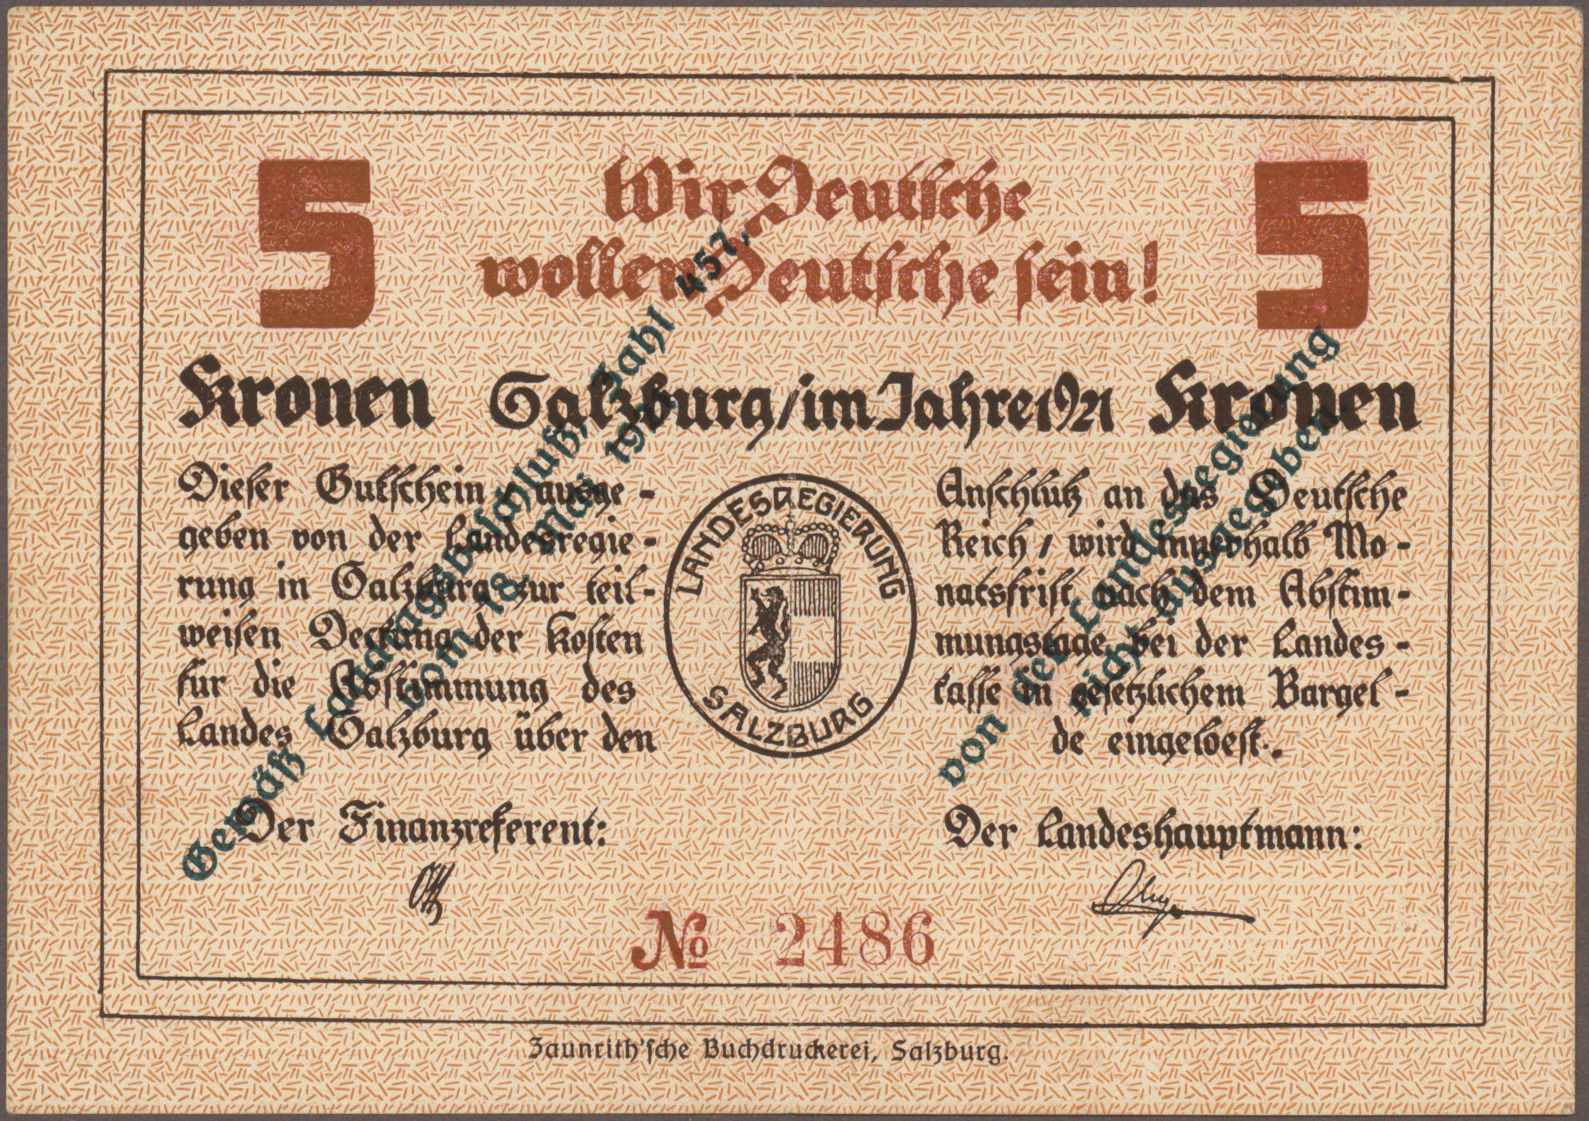 5 Wir Deutsche 5
wollen Deutsche sein!
Kronen Salzburg/im Jahre 1921 Kronen
Dieser Gutschein, ausge-
geben von der Landesregie-
rung in Salzburg zur teil-
weisen Deckung der Kosten
für die Abstimmung des
Landes Salzburg über den
LANDESREGIERUNG
SALZBURG
Anschluß an das Deutsche
Reich, wird innerhalb Mo-
natsfrist, nach dem Abstim-
mungstage, bei der Landes-
kasse in gesetzlichem Bargel-
de eingelöst.
Der Finanzreferent:
Der Landeshauptmann:
№ 2486
Gemäß Landtagsbeschluß, Zahl 457,
vom 18. Mai 1921
von der Landesregierung
nicht ausgegeben
Zaunrith'sche Buchdruckerei, Salzburg.